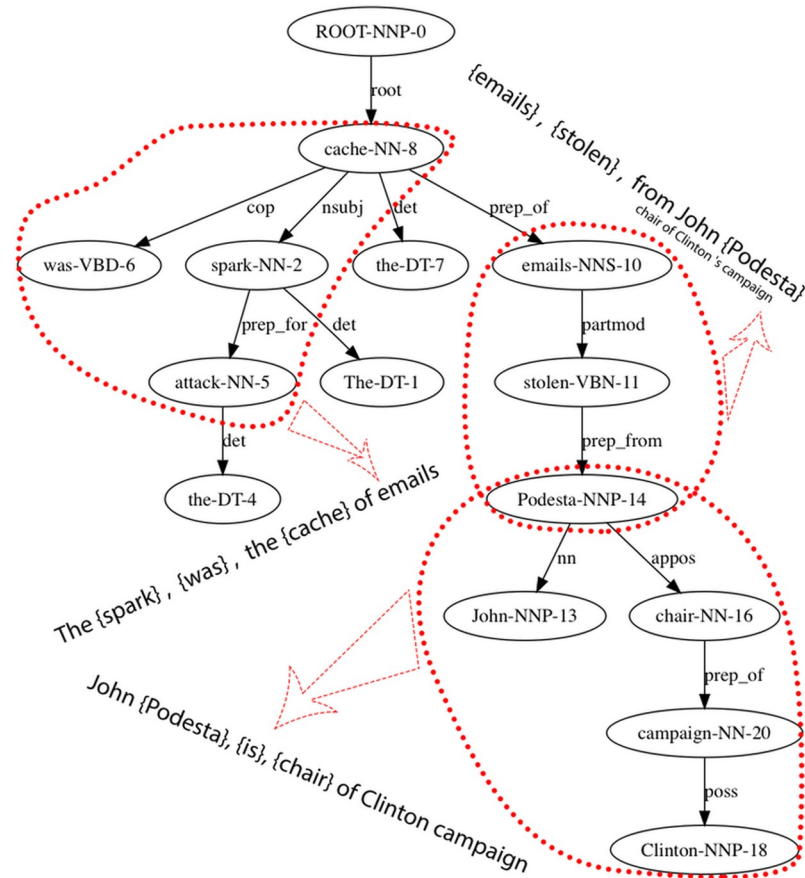 ROOT-NNP-0
root
cache-NN-8
cop
nsubj
det
prep_of
was-VBD-6
spark-NN-2
the-DT-7
emails-NNS-10
prep_for
det
partmod
attack-NN-5
The-DT-1
stolen-VBN-11
det
prep_from
the-DT-4
Podesta-NNP-14
nn
appos
John-NNP-13
chair-NN-16
prep_of
campaign-NN-20
poss
Clinton-NNP-18
{emails} , {stolen} , from John {Podesta}
chair of Clinton 's campaign
The {spark} , {was} , the {cache} of emails
John {Podesta}, {is}, {chair} of Clinton campaign